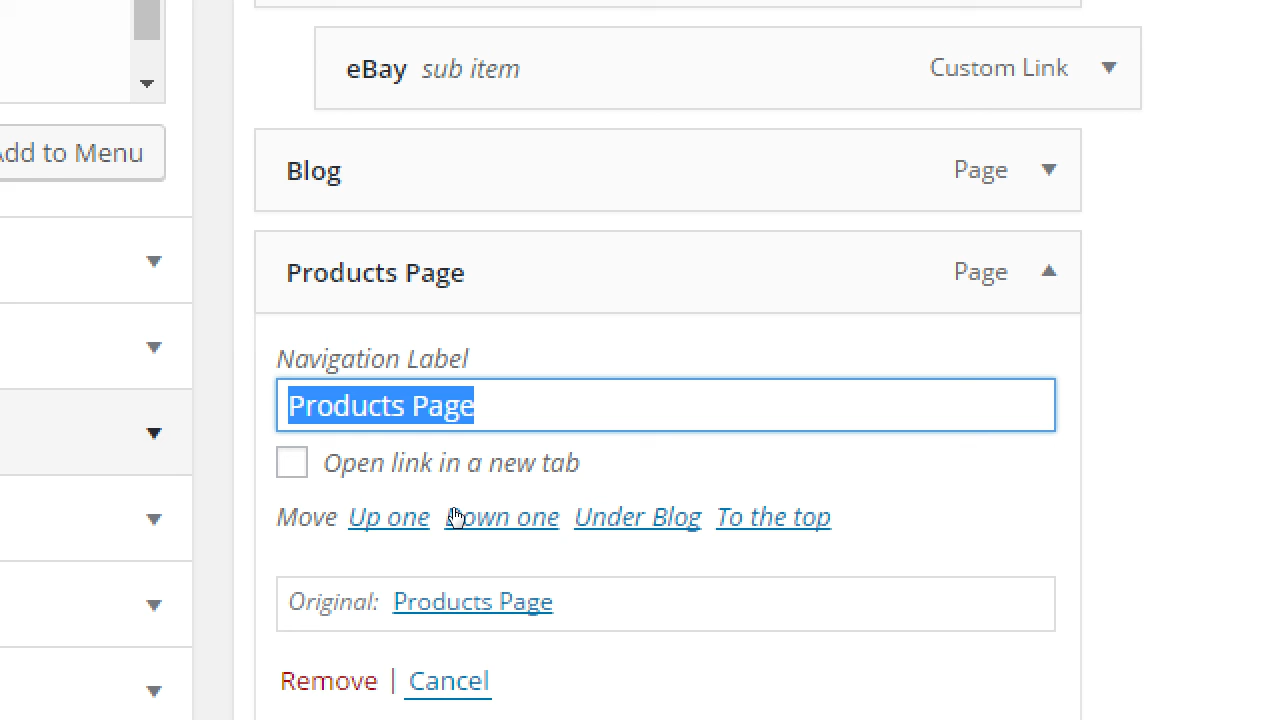 eBay sub item Custom Link
Add to Menu
Blog Page
Products Page Page
Navigation Label
Products Page
Open link in a new tab
Move Up one Down one Under Blog To the top
Original: Products Page
Remove | Cancel